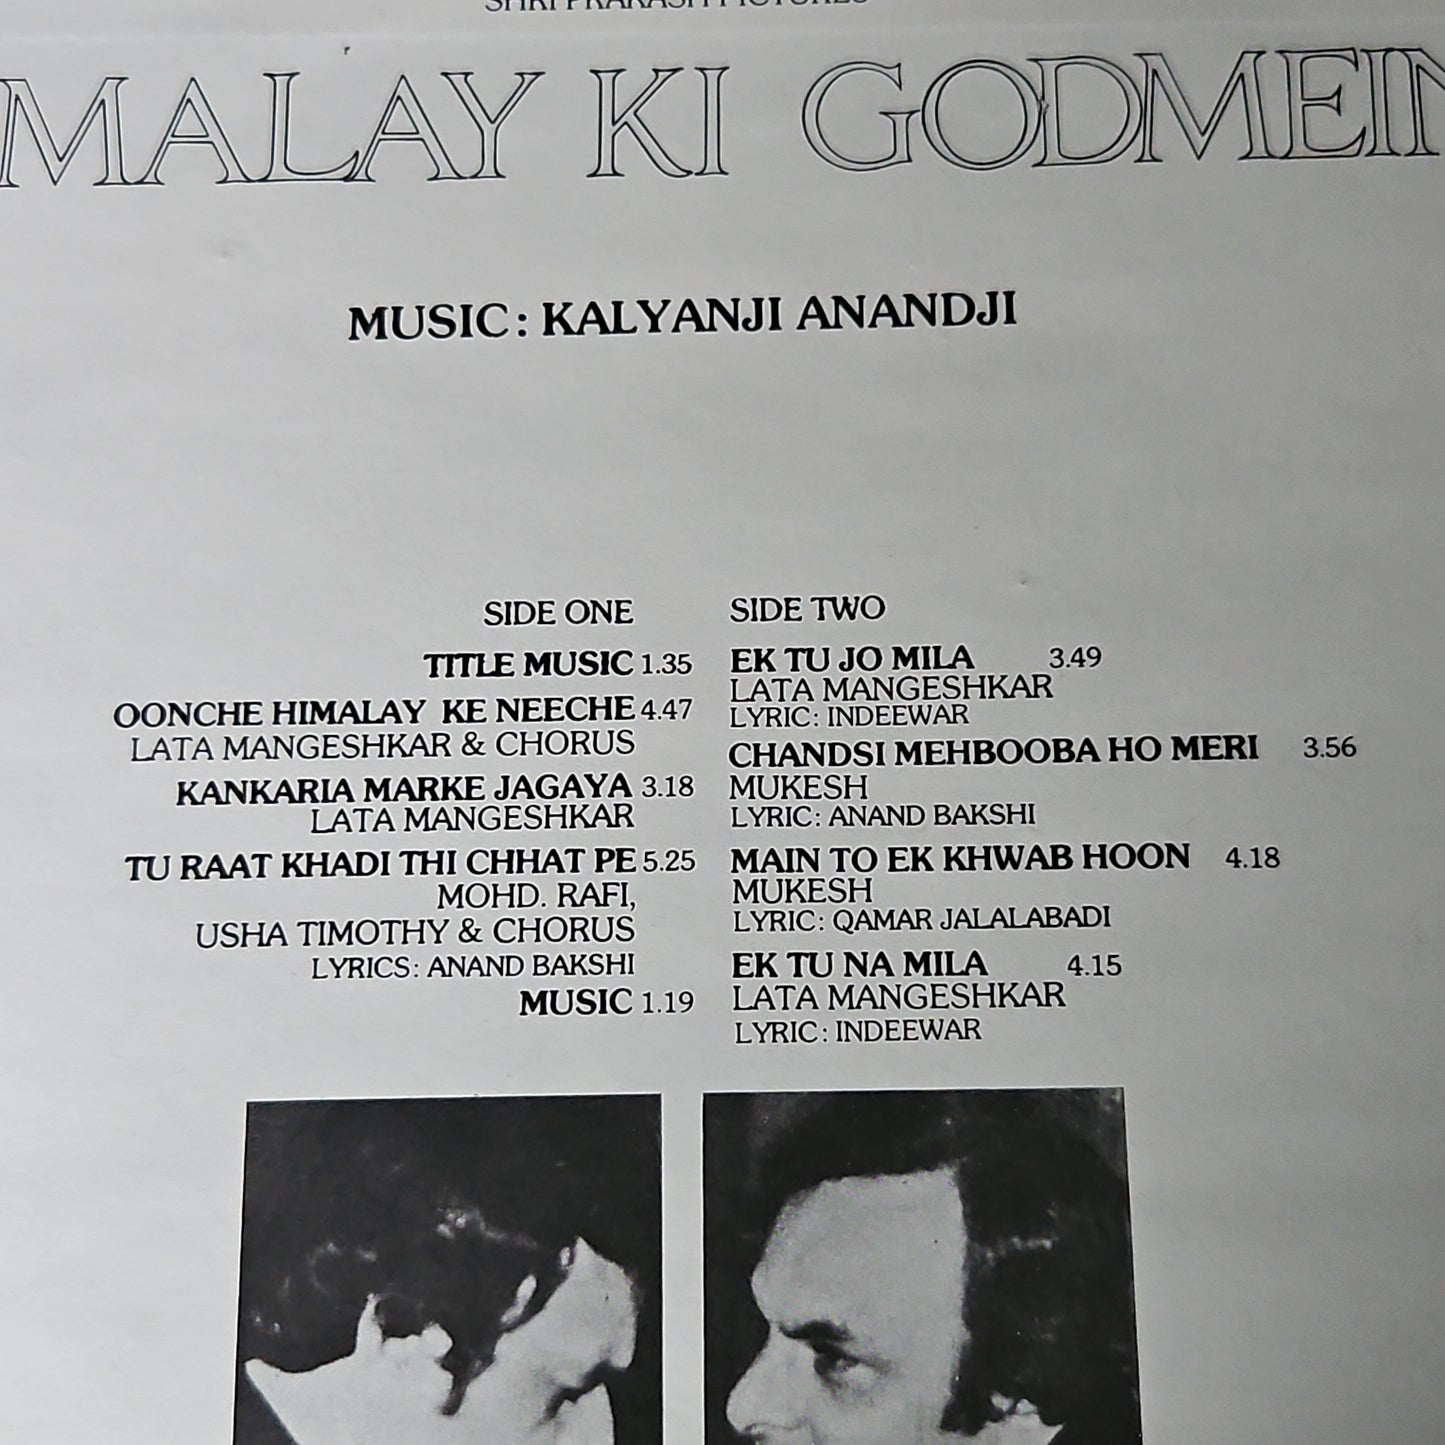 SHRI PRAKASH PICTURES
MALAY KI GODMEIN
MUSIC: KALYANJI ANANDJI
SIDE ONE
TITLE MUSIC 1.35
OONCHE HIMALAY KE NEECHE 4.47
LATA MANGESHKAR & CHORUS
KANKARIA MARKE JAGAYA 3.18
LATA MANGESHKAR
TU RAAT KHADI THI CHHAT PE 5.25
MOHD. RAFI,
USHA TIMOTHY & CHORUS
LYRICS: ANAND BAKSHI
MUSIC 1.19
SIDE TWO
EK TU JO MILA 3.49
LATA MANGESHKAR
LYRIC: INDEEWAR
CHANDSI MEHBOOBA HO MERI 3.56
MUKESH
LYRIC: ANAND BAKSHI
MAIN TO EK KHWAB HOON 4.18
MUKESH
LYRIC: QAMAR JALALABADI
EK TU NA MILA 4.15
LATA MANGESHKAR
LYRIC: INDEEWAR